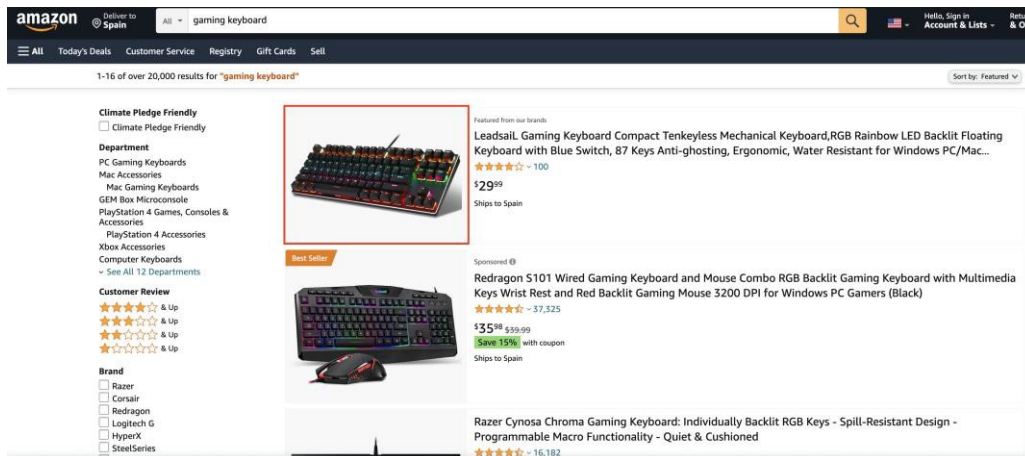 amazon
Deliver to
Spain
All
gaming keyboard
Hello, Sign in
Account & Lists
Retu
& O
All Today's Deals Customer Service Registry Gift Cards Sell
1-16 of over 20,000 results for "gaming keyboard"
Sort by: Featured
Climate Pledge Friendly
Climate Pledge Friendly
Department
PC Gaming Keyboards
Mac Accessories
Mac Gaming Keyboards
GEM Box Microconsole
PlayStation 4 Games, Consoles &
Accessories
PlayStation 4 Accessories
Xbox Accessories
Computer Keyboards
See All 12 Departments
Customer Review
& Up
& Up
& Up
& Up
Brand
Razer
Corsair
Redragon
Logitech G
HyperX
SteelSeries
Featured from our brands
LeadsaiL Gaming Keyboard Compact Tenkeyless Mechanical Keyboard,RGB Rainbow LED Backlit Floating
Keyboard with Blue Switch, 87 Keys Anti-ghosting, Ergonomic, Water Resistant for Windows PC/Mac...
100
$2999
Ships to Spain
Best Seller
Sponsored
Redragon S101 Wired Gaming Keyboard and Mouse Combo RGB Backlit Gaming Keyboard with Multimedia
Keys Wrist Rest and Red Backlit Gaming Mouse 3200 DPI for Windows PC Gamers (Black)
37,325
$3598 $39.99
Save 15% with coupon
Ships to Spain
Razer Cynosa Chroma Gaming Keyboard: Individually Backlit RGB Keys - Spill-Resistant Design -
Programmable Macro Functionality - Quiet & Cushioned
16,182